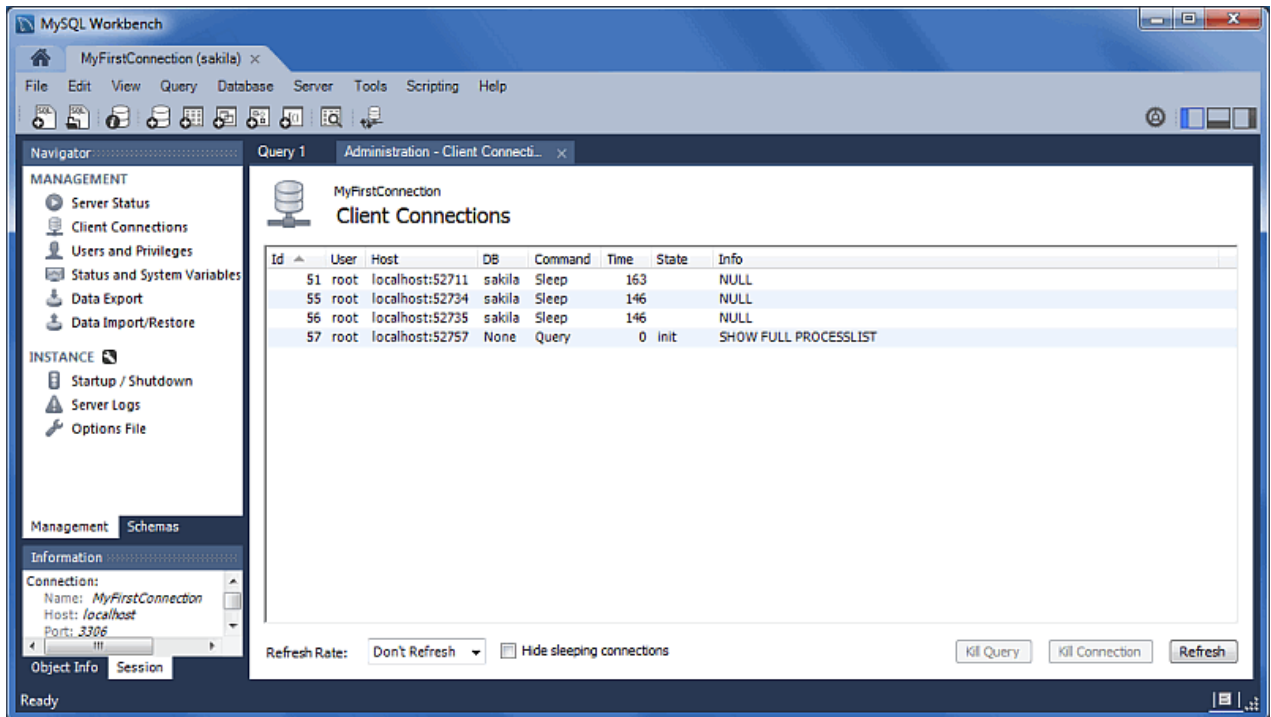 MySQL Workbench
MyFirstConnection (sakila)
File Edit View Query Database Server Tools Scripting Help
Navigator
MANAGEMENT
Server Status
Client Connections
Users and Privileges
Status and System Variables
Data Export
Data Import/Restore
INSTANCE
Startup / Shutdown
Server Logs
Options File
Management Schemas
Information
Connection:
Name: MyFirstConnection
Host: localhost
Port: 3306
Object Info Session
Query 1 Administration - Client Connecti...
MyFirstConnection
Client Connections
Id User Host DB Command Time State Info
51 root localhost:52711 sakila Sleep 163 NULL
55 root localhost:52734 sakila Sleep 146 NULL
56 root localhost:52735 sakila Sleep 146 NULL
57 root localhost:52757 None Query 0 init SHOW FULL PROCESSLIST
Refresh Rate: Don't Refresh Hide sleeping connections Kill Query Kill Connection Refresh
Ready